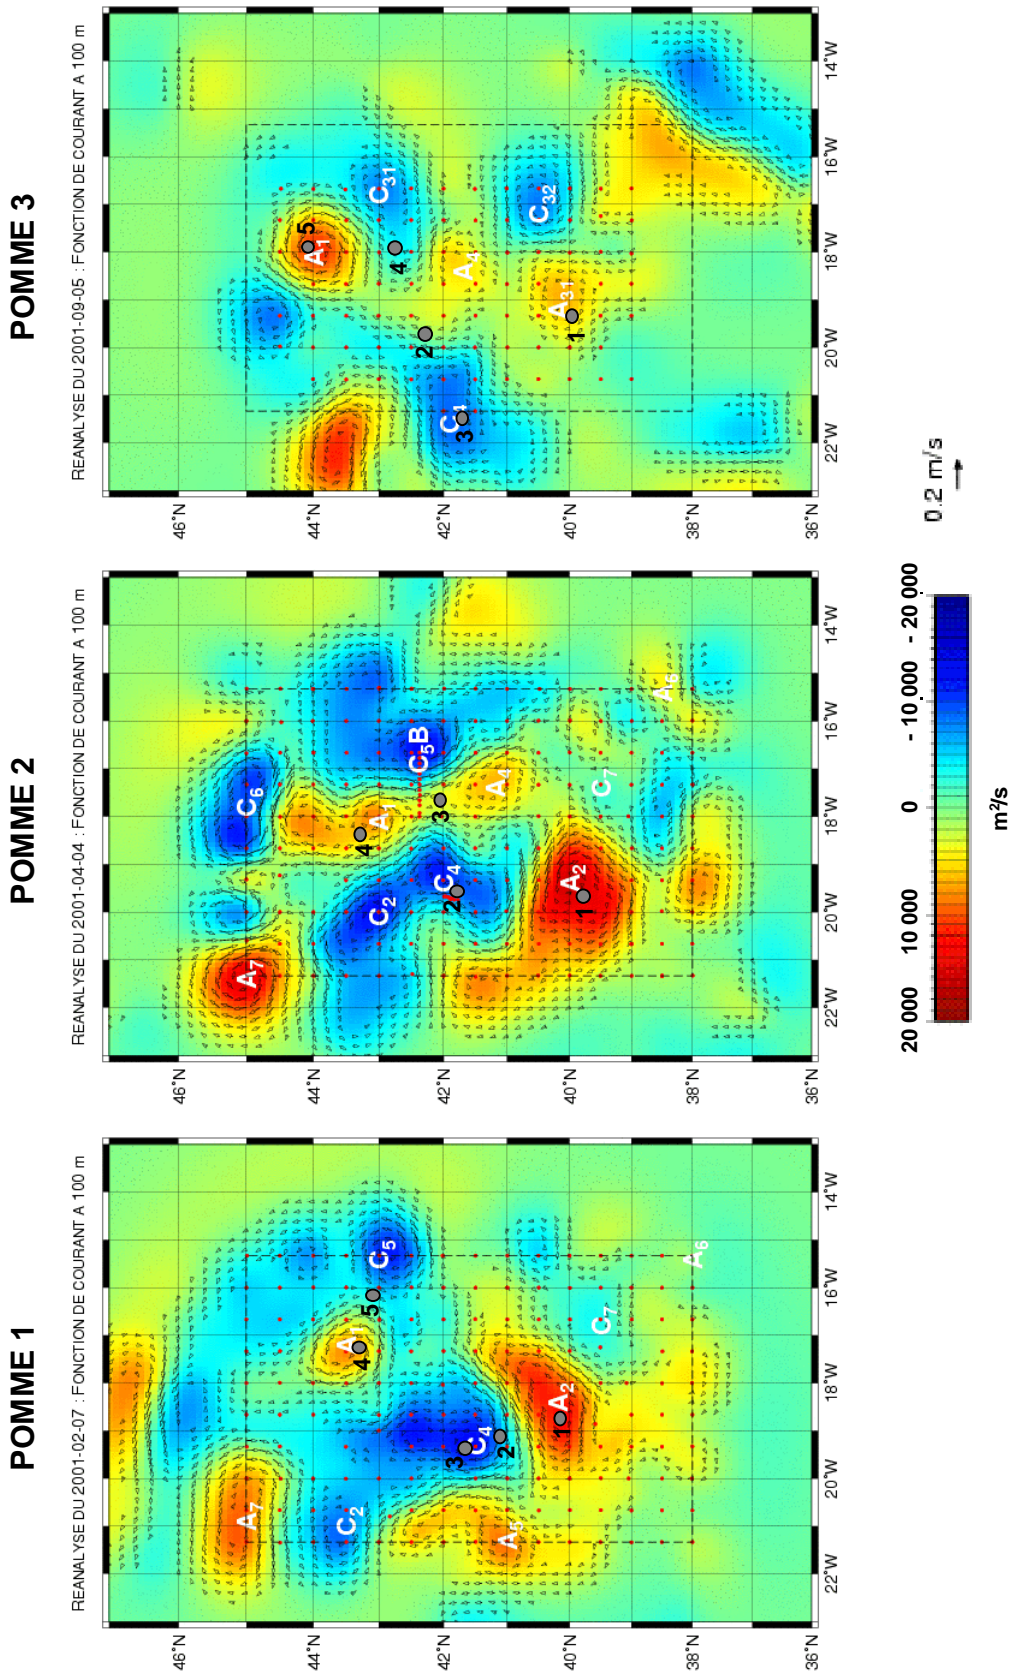 POMME 1
REANALYSE DU 2001-02-07 : FONCTION DE COURANT A 100 m
46°N
44°N
42°N
40°N
38°N
36°N
A7
C2
A1
4
5
C5
3
C4
2
A5
1
A2
C7
A6
22°W
20°W
18°W
16°W
14°W
POMME 2
REANALYSE DU 2001-04-04 : FONCTION DE COURANT A 100 m
46°N
44°N
42°N
40°N
38°N
36°N
A7
C6
4
A1
C2
C5B
3
C4
2
A4
1
A2
C7
A6
22°W
20°W
18°W
16°W
14°W
POMME 3
REANALYSE DU 2001-09-05 : FONCTION DE COURANT A 100 m
46°N
44°N
42°N
40°N
38°N
36°N
5
A1
C31
4
2
C4
3
A4
C32
A31
1
22°W
20°W
18°W
16°W
14°W
20 000
10 000
0
- 10 000
- 20 000
m²/s
0.2 m/s